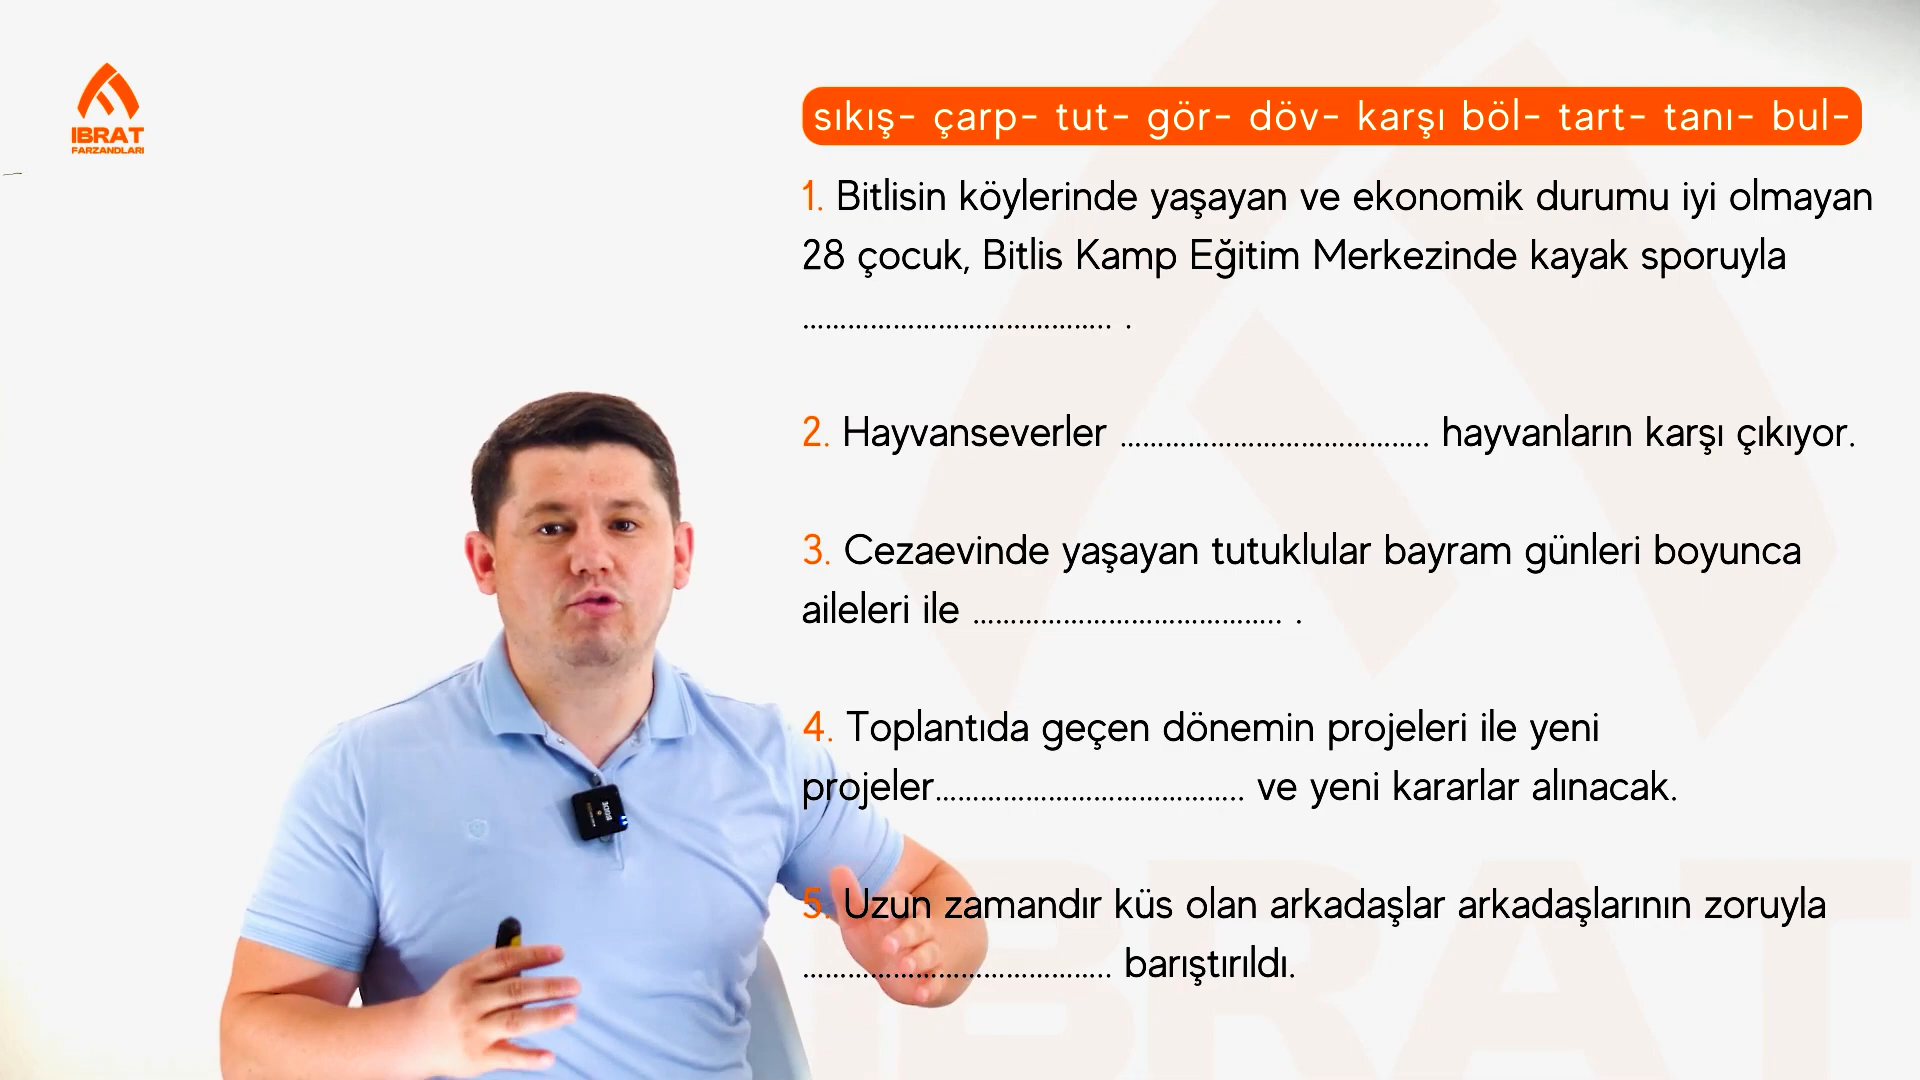 IBRAT
FARZANDLARI
sıkış- çarp- tut- gör- döv- karşı böl- tart- tanı- bul-
1. Bitlisin köylerinde yaşayan ve ekonomik durumu iyi olmayan
28 çocuk, Bitlis Kamp Eğitim Merkezinde kayak sporuyla
.......................................... .
2. Hayvanseverler .......................................... hayvanların karşı çıkıyor.
3. Cezaevinde yaşayan tutuklular bayram günleri boyunca
aileleri ile .......................................... .
4. Toplantıda geçen dönemin projeleri ile yeni
projeler.......................................... ve yeni kararlar alınacak.
5. Uzun zamandır küs olan arkadaşlar arkadaşlarının zoruyla
.......................................... barıştırıldı.
IBRAT